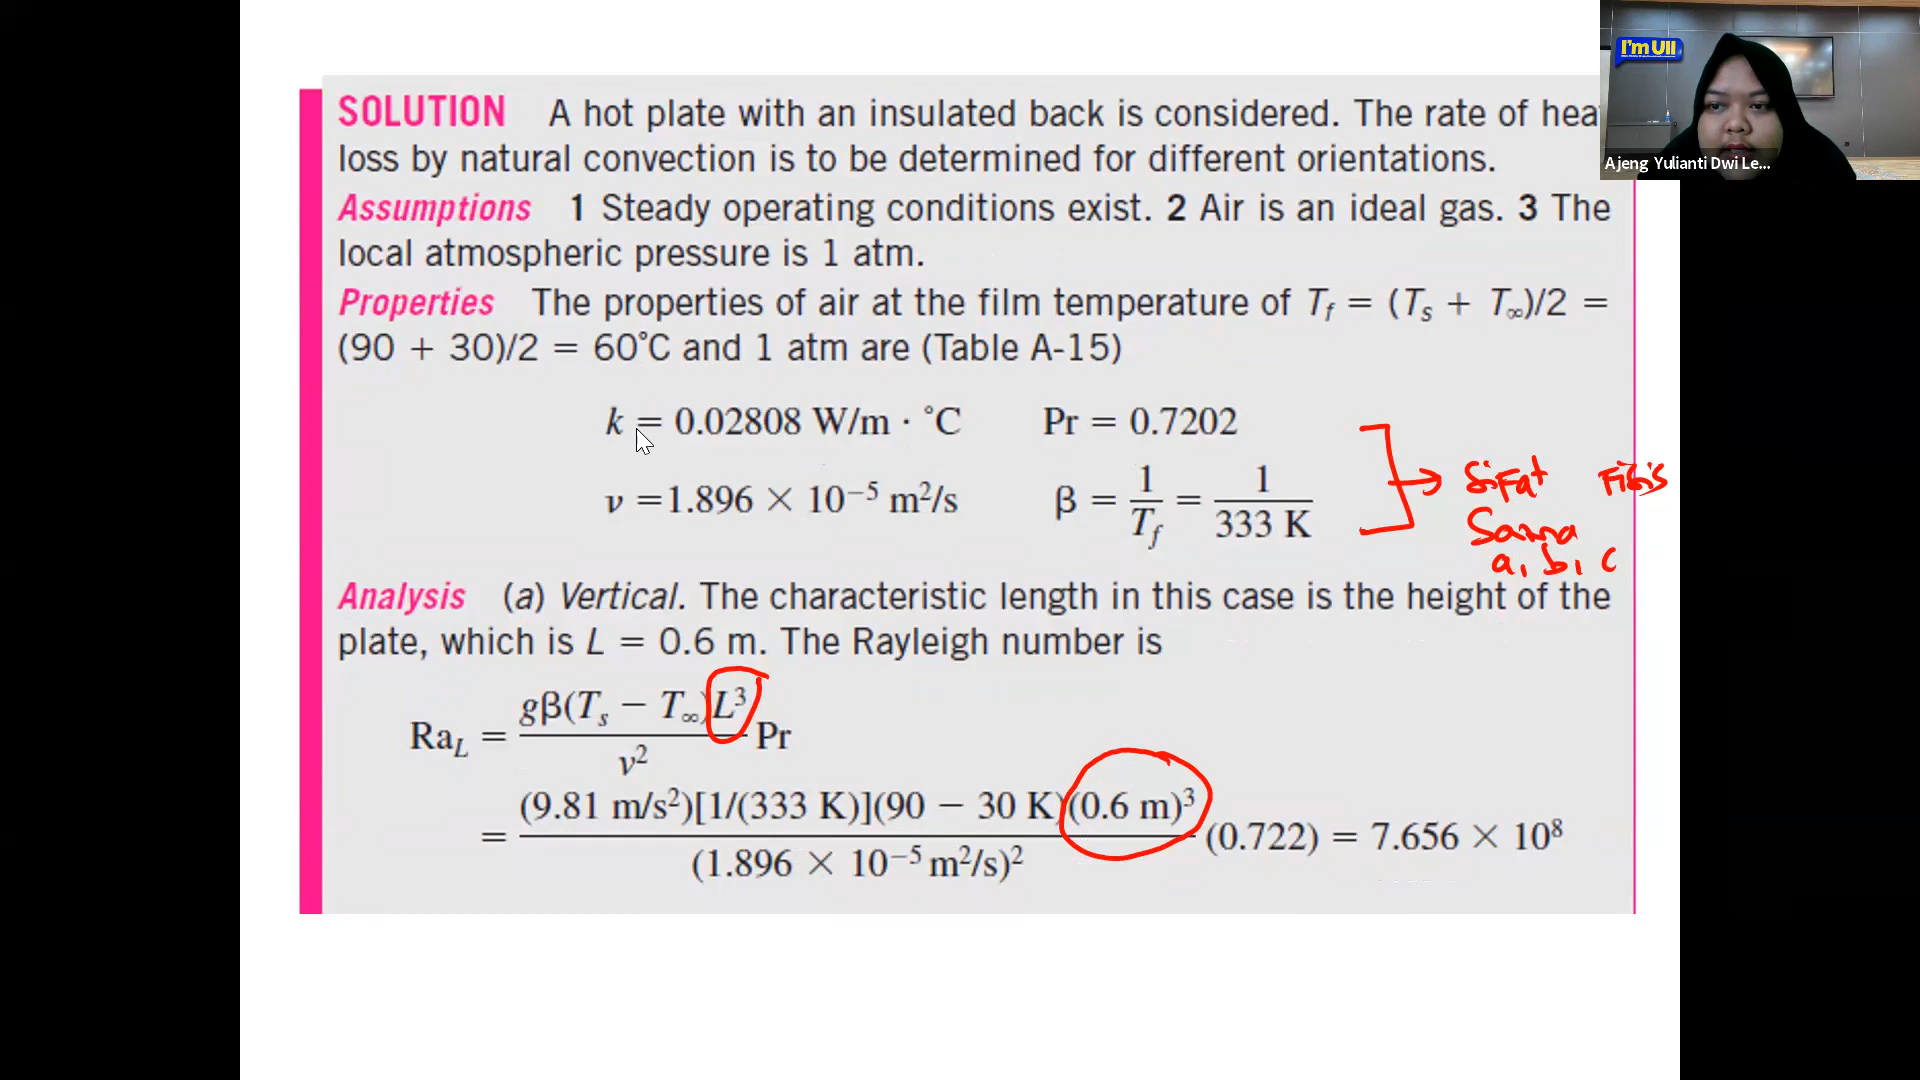 I'm UII
Ajeng Yulianti Dwi Le...
SOLUTION A hot plate with an insulated back is considered. The rate of hea
loss by natural convection is to be determined for different orientations.
Assumptions 1 Steady operating conditions exist. 2 Air is an ideal gas. 3 The
local atmospheric pressure is 1 atm.
Properties The properties of air at the film temperature of T_f = (T_s + T_∞)/2 =
(90 + 30)/2 = 60°C and 1 atm are (Table A-15)
k = 0.02808 W/m · °C Pr = 0.7202
ν = 1.896 × 10⁻⁵ m²/s β = 1/T_f = 1/333 K
Sifat Fisis
Sama
a, b, c
Analysis (a) Vertical. The characteristic length in this case is the height of the
plate, which is L = 0.6 m. The Rayleigh number is
Ra_L = gβ(T_s − T_∞)L³/ν² Pr
= (9.81 m/s²)[1/(333 K)](90 − 30 K)(0.6 m)³/(1.896 × 10⁻⁵ m²/s)² (0.722) = 7.656 × 10⁸